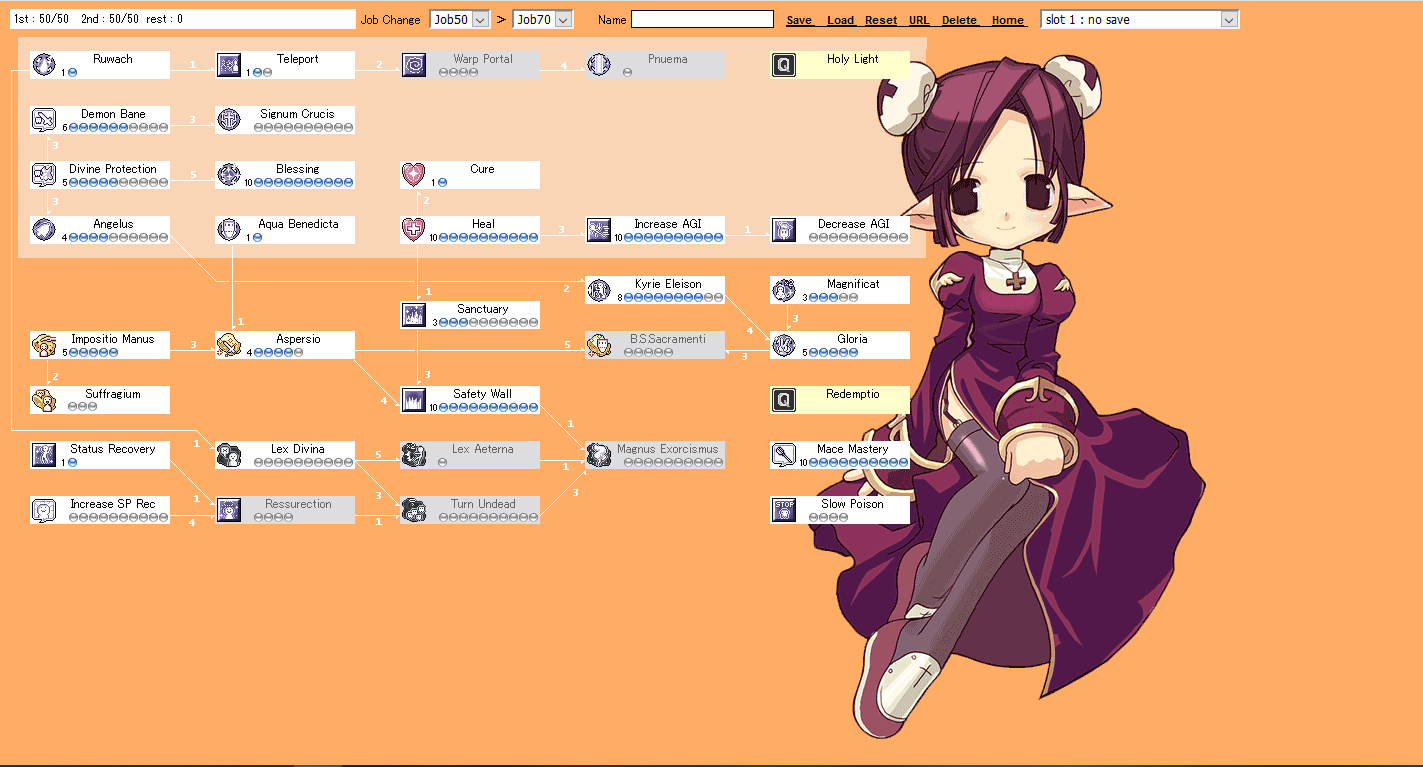 1st : 50/50 2nd : 50/50 rest : 0 Job Change Job50 > Job70 Name Save Load Reset URL Delete Home slot 1 : no save
Ruwach Teleport Warp Portal Pnuema Holy Light
1 1 1 2 4 Q
Demon Bane Signum Crucis
6 3
3
Divine Protection Blessing Cure
5 5 10 1
3 2
Angelus Aqua Benedicta Heal Increase AGI Decrease AGI
4 1 10 3 10 1
Kyrie Eleison Magnificat
2 8 3
1
Sanctuary
1 3 4 3
Impositio Manus Aspersio B.S.Sacramenti Gloria
5 3 4 5 3 5
2 3
Suffragium Safety Wall Redemptio
4 10 Q
1
1
Status Recovery Lex Divina Lex Aeterna Magnus Exorcismus Mace Mastery
1 5 1 10
1 3 3
Increase SP Rec Ressurection Turn Undead Slow Poison
4 1 STOP